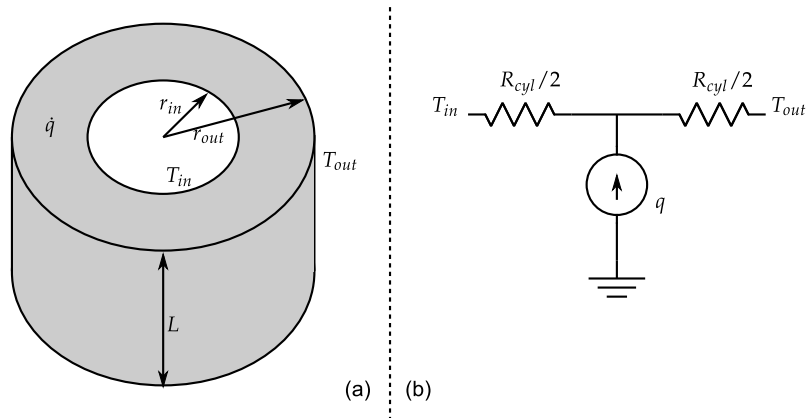 q̇
r_in
r_out
T_in
T_out
L
(a)
R_cyl/2
R_cyl/2
T_in
T_out
q
(b)